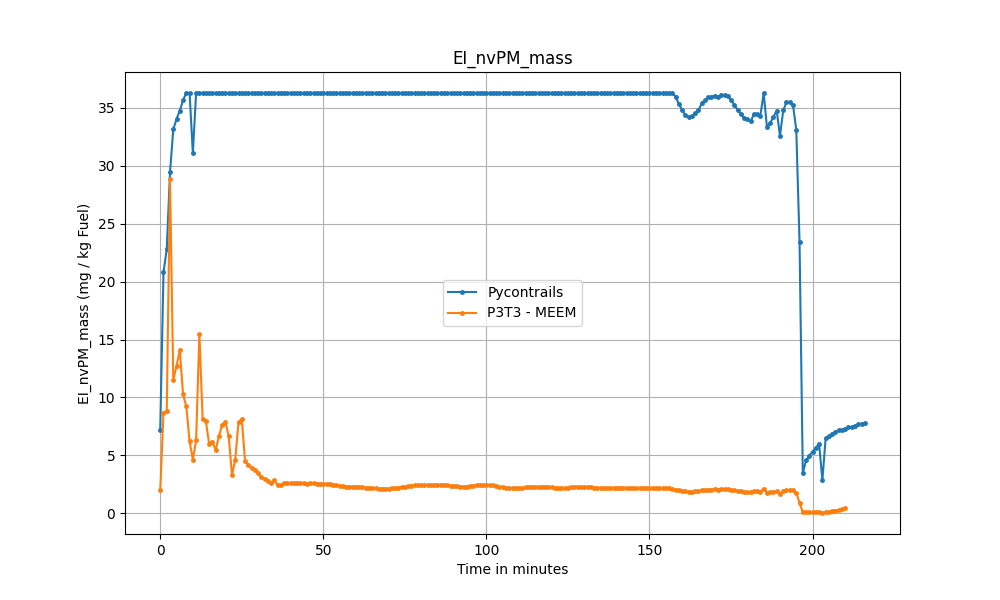 EI_nvPM_mass
EI_nvPM_mass (mg / kg Fuel)
35
30
25
20
15
10
5
0
Pycontrails
P3T3 - MEEM
0 50 100 150 200
Time in minutes